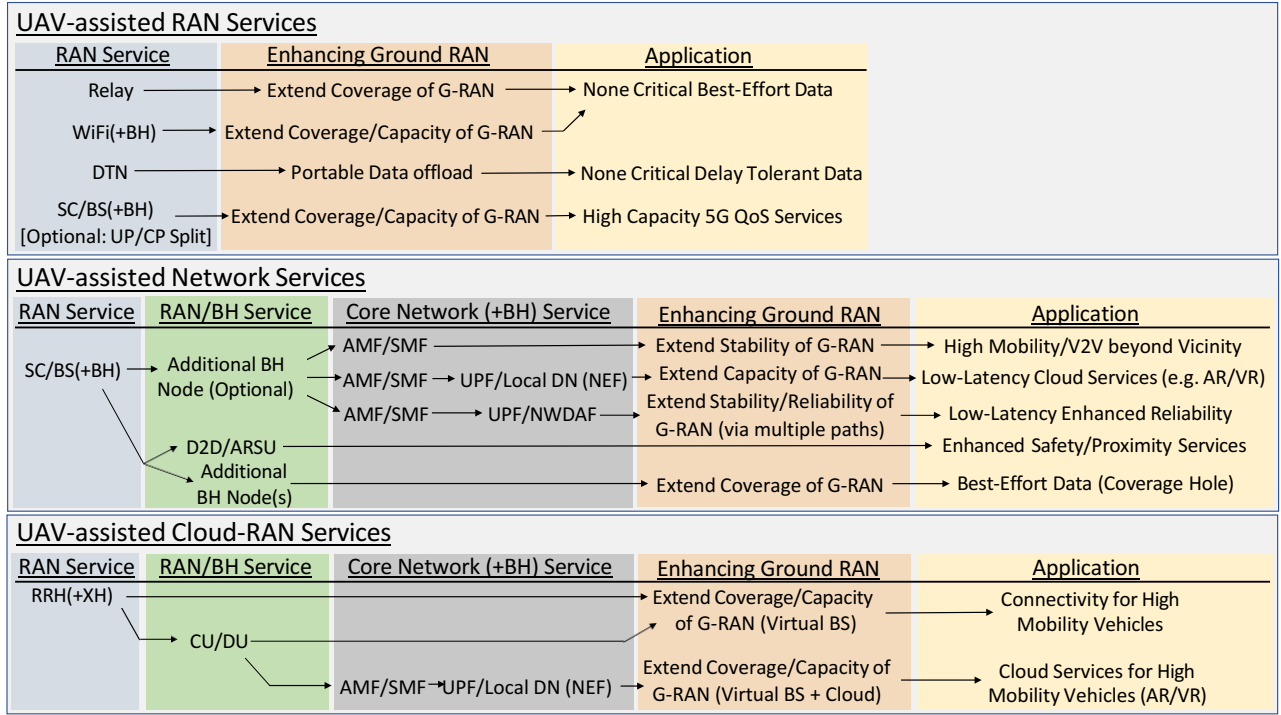 UAV-assisted RAN Services
RAN Service Enhancing Ground RAN Application
Relay Extend Coverage of G-RAN None Critical Best-Effort Data
WiFi(+BH) Extend Coverage/Capacity of G-RAN
DTN Portable Data offload None Critical Delay Tolerant Data
SC/BS(+BH) Extend Coverage/Capacity of G-RAN High Capacity 5G QoS Services
[Optional: UP/CP Split]
UAV-assisted Network Services
RAN Service RAN/BH Service Core Network (+BH) Service Enhancing Ground RAN Application
AMF/SMF Extend Stability of G-RAN High Mobility/V2V beyond Vicinity
SC/BS(+BH) Additional BH
Node (Optional)
AMF/SMF UPF/Local DN (NEF) Extend Capacity of G-RAN Low-Latency Cloud Services (e.g. AR/VR)
AMF/SMF UPF/NWDAF Extend Stability/Reliability of
G-RAN (via multiple paths) Low-Latency Enhanced Reliability
D2D/ARSU Enhanced Safety/Proximity Services
Additional
BH Node(s) Extend Coverage of G-RAN Best-Effort Data (Coverage Hole)
UAV-assisted Cloud-RAN Services
RAN Service RAN/BH Service Core Network (+BH) Service Enhancing Ground RAN Application
RRH(+XH) Extend Coverage/Capacity
of G-RAN (Virtual BS) Connectivity for High
Mobility Vehicles
CU/DU
AMF/SMF UPF/Local DN (NEF) Extend Coverage/Capacity of
G-RAN (Virtual BS + Cloud) Cloud Services for High
Mobility Vehicles (AR/VR)